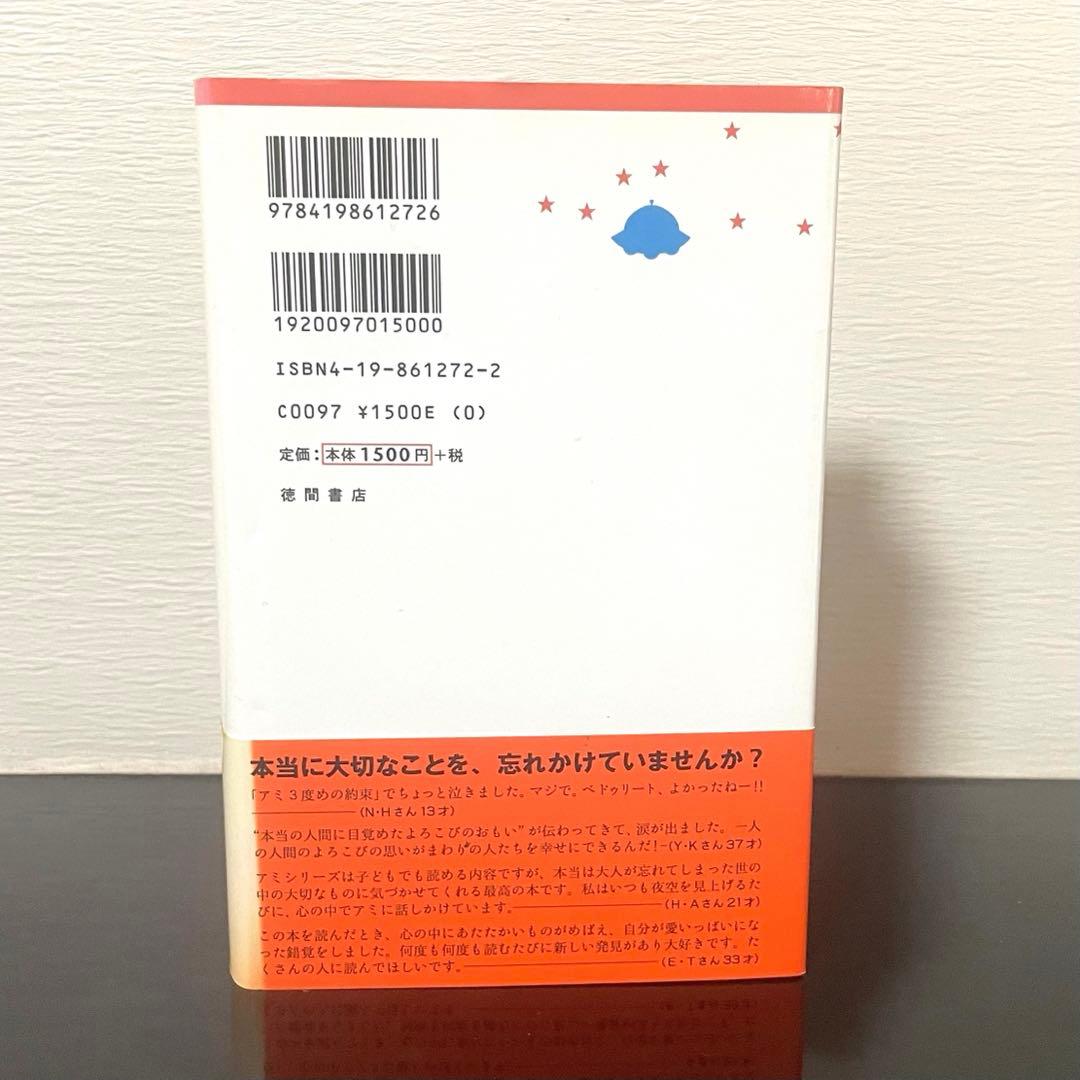 9784198612726
1920097015000
ISBN4-19-861272-2
C0097 ¥1500E (0)
定価：本体1500円＋税
徳間書店
本当に大切なことを、忘れかけていませんか？
「アミ３度めの約束」でちょっと泣きました。マジで。ベドゥリート、よかったねー!!
(N・Hさん13才)
“本当の人間に目覚めたよろこびのおもい”が伝わってきて、涙が出ました。一人
の人間のよろこびの思いがまわりの人たちを幸せにできるんだ！-(Y・Kさん37才)
アミシリーズは子どもでも読める内容ですが、本当は大人が忘れてしまった世の
中の大切なものに気づかせてくれる最高の本です。私はいつも夜空を見上げるた
びに、心の中でアミに話しかけています。――(H・Aさん21才)
この本を読んだとき、心の中にあたたかいものがめばえ、自分が愛いっぱいにな
った錯覚をしました。何度も何度も読むたびに新しい発見があり大好きです。た
くさんの人に読んでほしいです。――(E・Tさん33才)